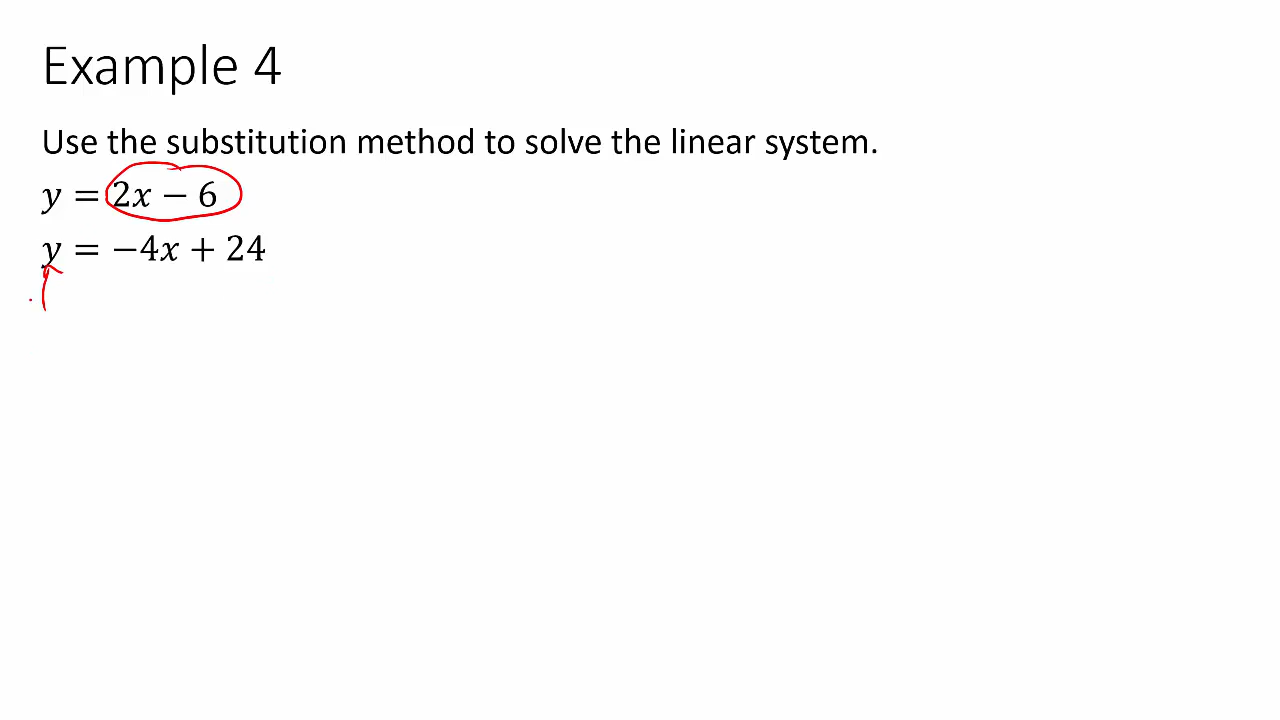 Example 4
Use the substitution method to solve the linear system.
y = 2x − 6
y = −4x + 24